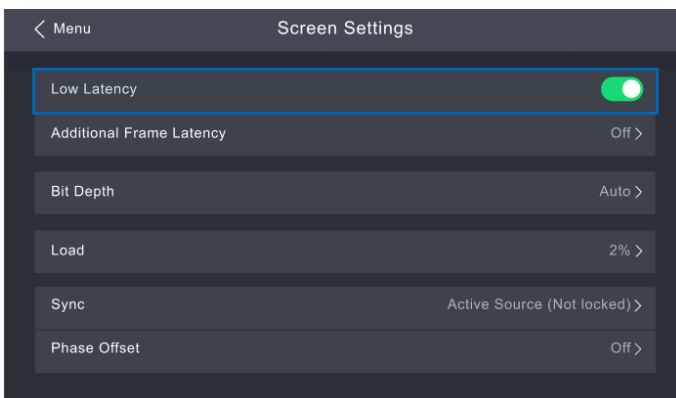 Menu
Screen Settings
Low Latency
Additional Frame Latency Off
Bit Depth Auto
Load 2%
Sync Active Source (Not locked)
Phase Offset Off